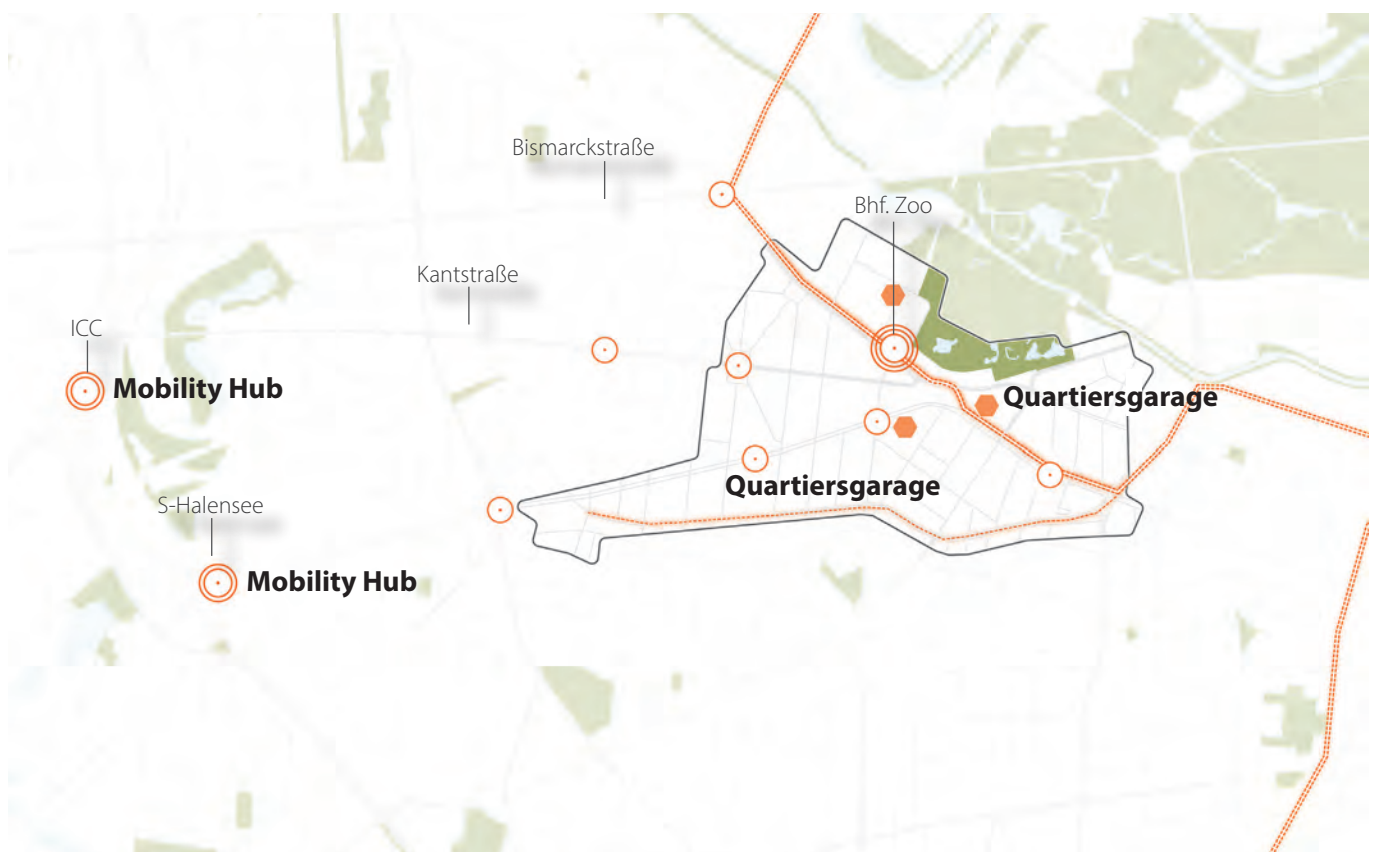 Bismarckstraße
Bhf. Zoo
Kantstraße
ICC
Mobility Hub
Quartiersgarage
Quartiersgarage
S-Halensee
Mobility Hub